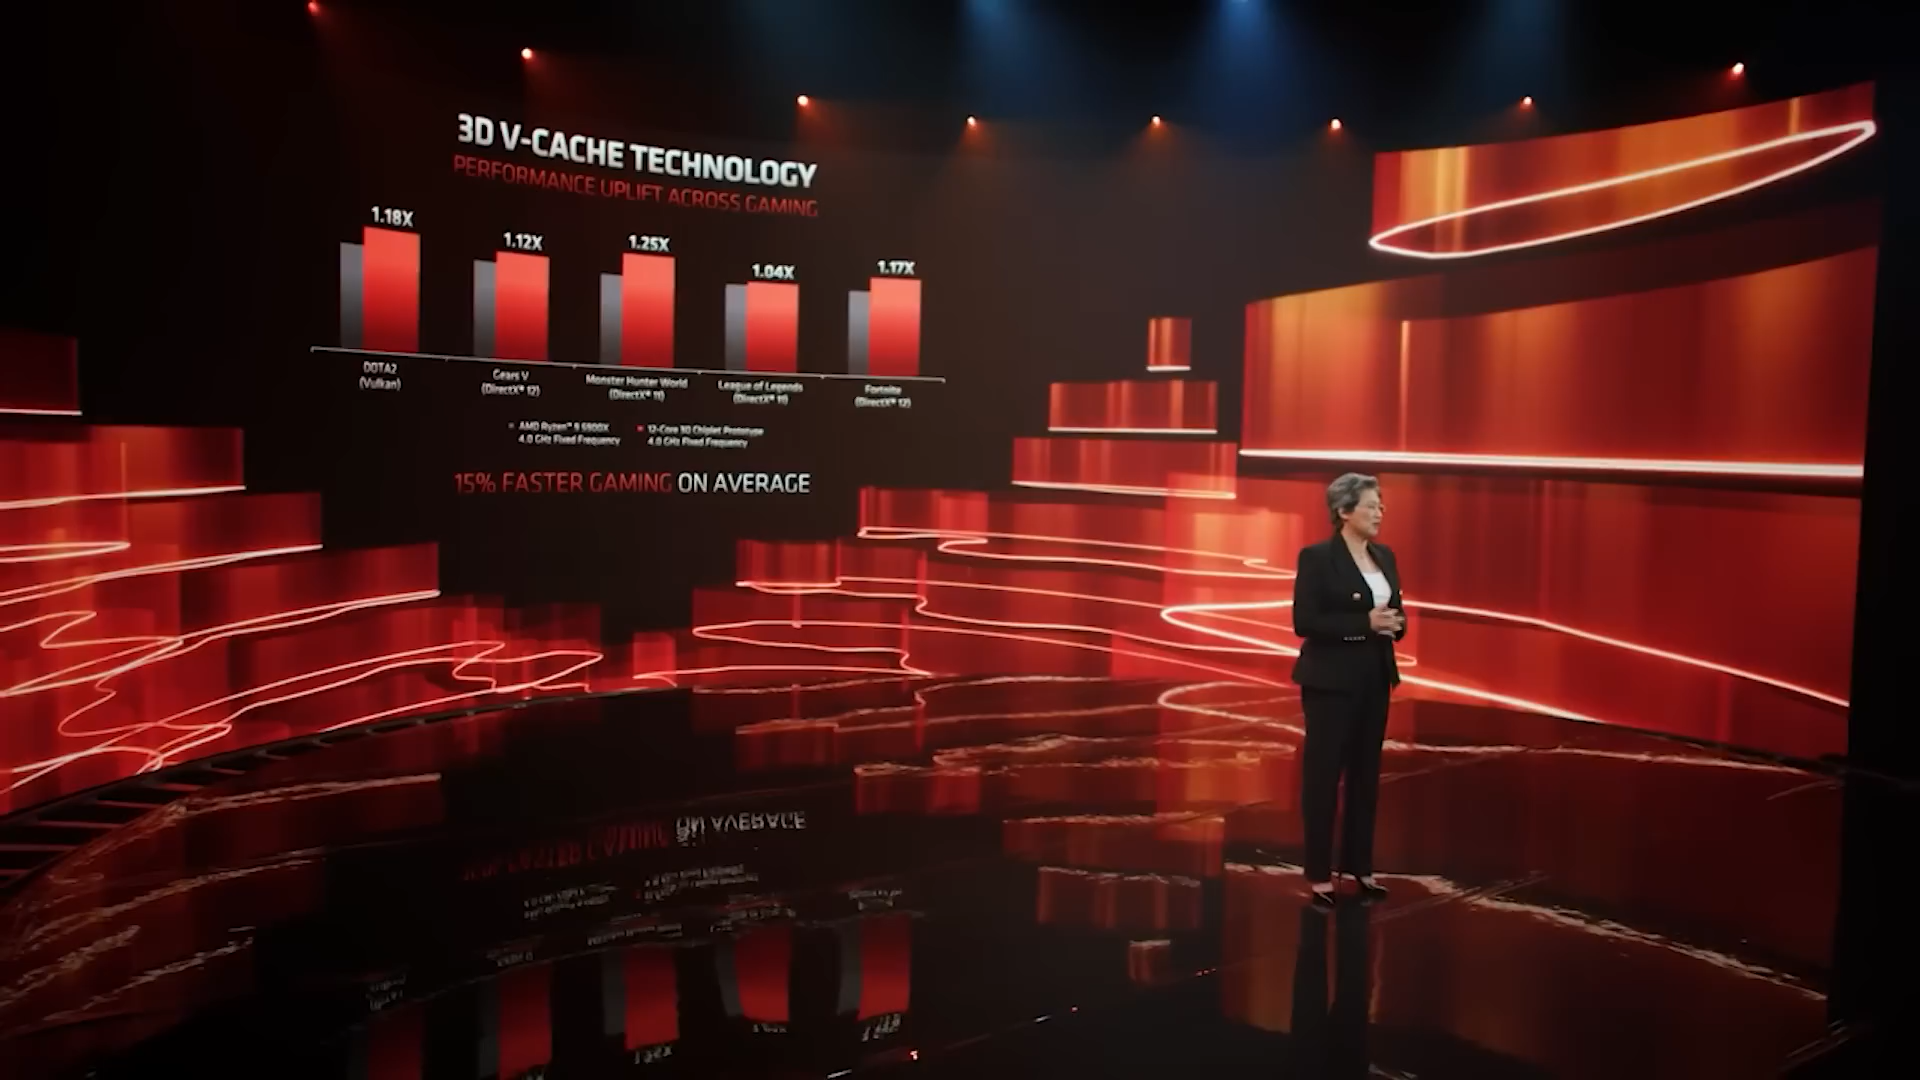 3D V-CACHE TECHNOLOGY
PERFORMANCE UPLIFT ACROSS GAMING
1.18X
1.12X
1.25X
1.04X
1.17X
DOTA2
(Vulkan)
Gears V
(DirectX® 12)
Monster Hunter World
(DirectX® 11)
League of Legends
(DirectX® 11)
Fortnite
(DirectX® 12)
AMD Ryzen™ 9 5900X
4.0 GHz Fixed Frequency
12-Core 3D Chiplet Prototype
4.0 GHz Fixed Frequency
15% FASTER GAMING ON AVERAGE